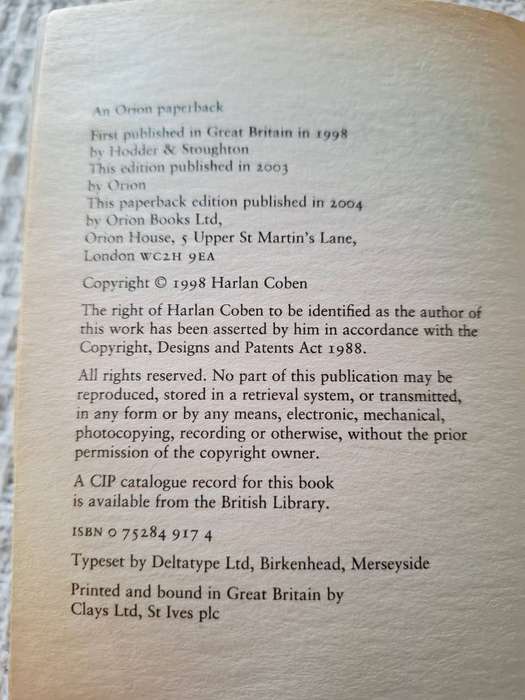 An Orion paperback
First published in Great Britain in 1998
by Hodder & Stoughton
This edition published in 2003
by Orion
This paperback edition published in 2004
by Orion Books Ltd,
Orion House, 5 Upper St Martin's Lane,
London WC2H 9EA
Copyright © 1998 Harlan Coben
The right of Harlan Coben to be identified as the author of
this work has been asserted by him in accordance with the
Copyright, Designs and Patents Act 1988.
All rights reserved. No part of this publication may be
reproduced, stored in a retrieval system, or transmitted,
in any form or by any means, electronic, mechanical,
photocopying, recording or otherwise, without the prior
permission of the copyright owner.
A CIP catalogue record for this book
is available from the British Library.
ISBN 0 75284 917 4
Typeset by Deltatype Ltd, Birkenhead, Merseyside
Printed and bound in Great Britain by
Clays Ltd, St Ives plc